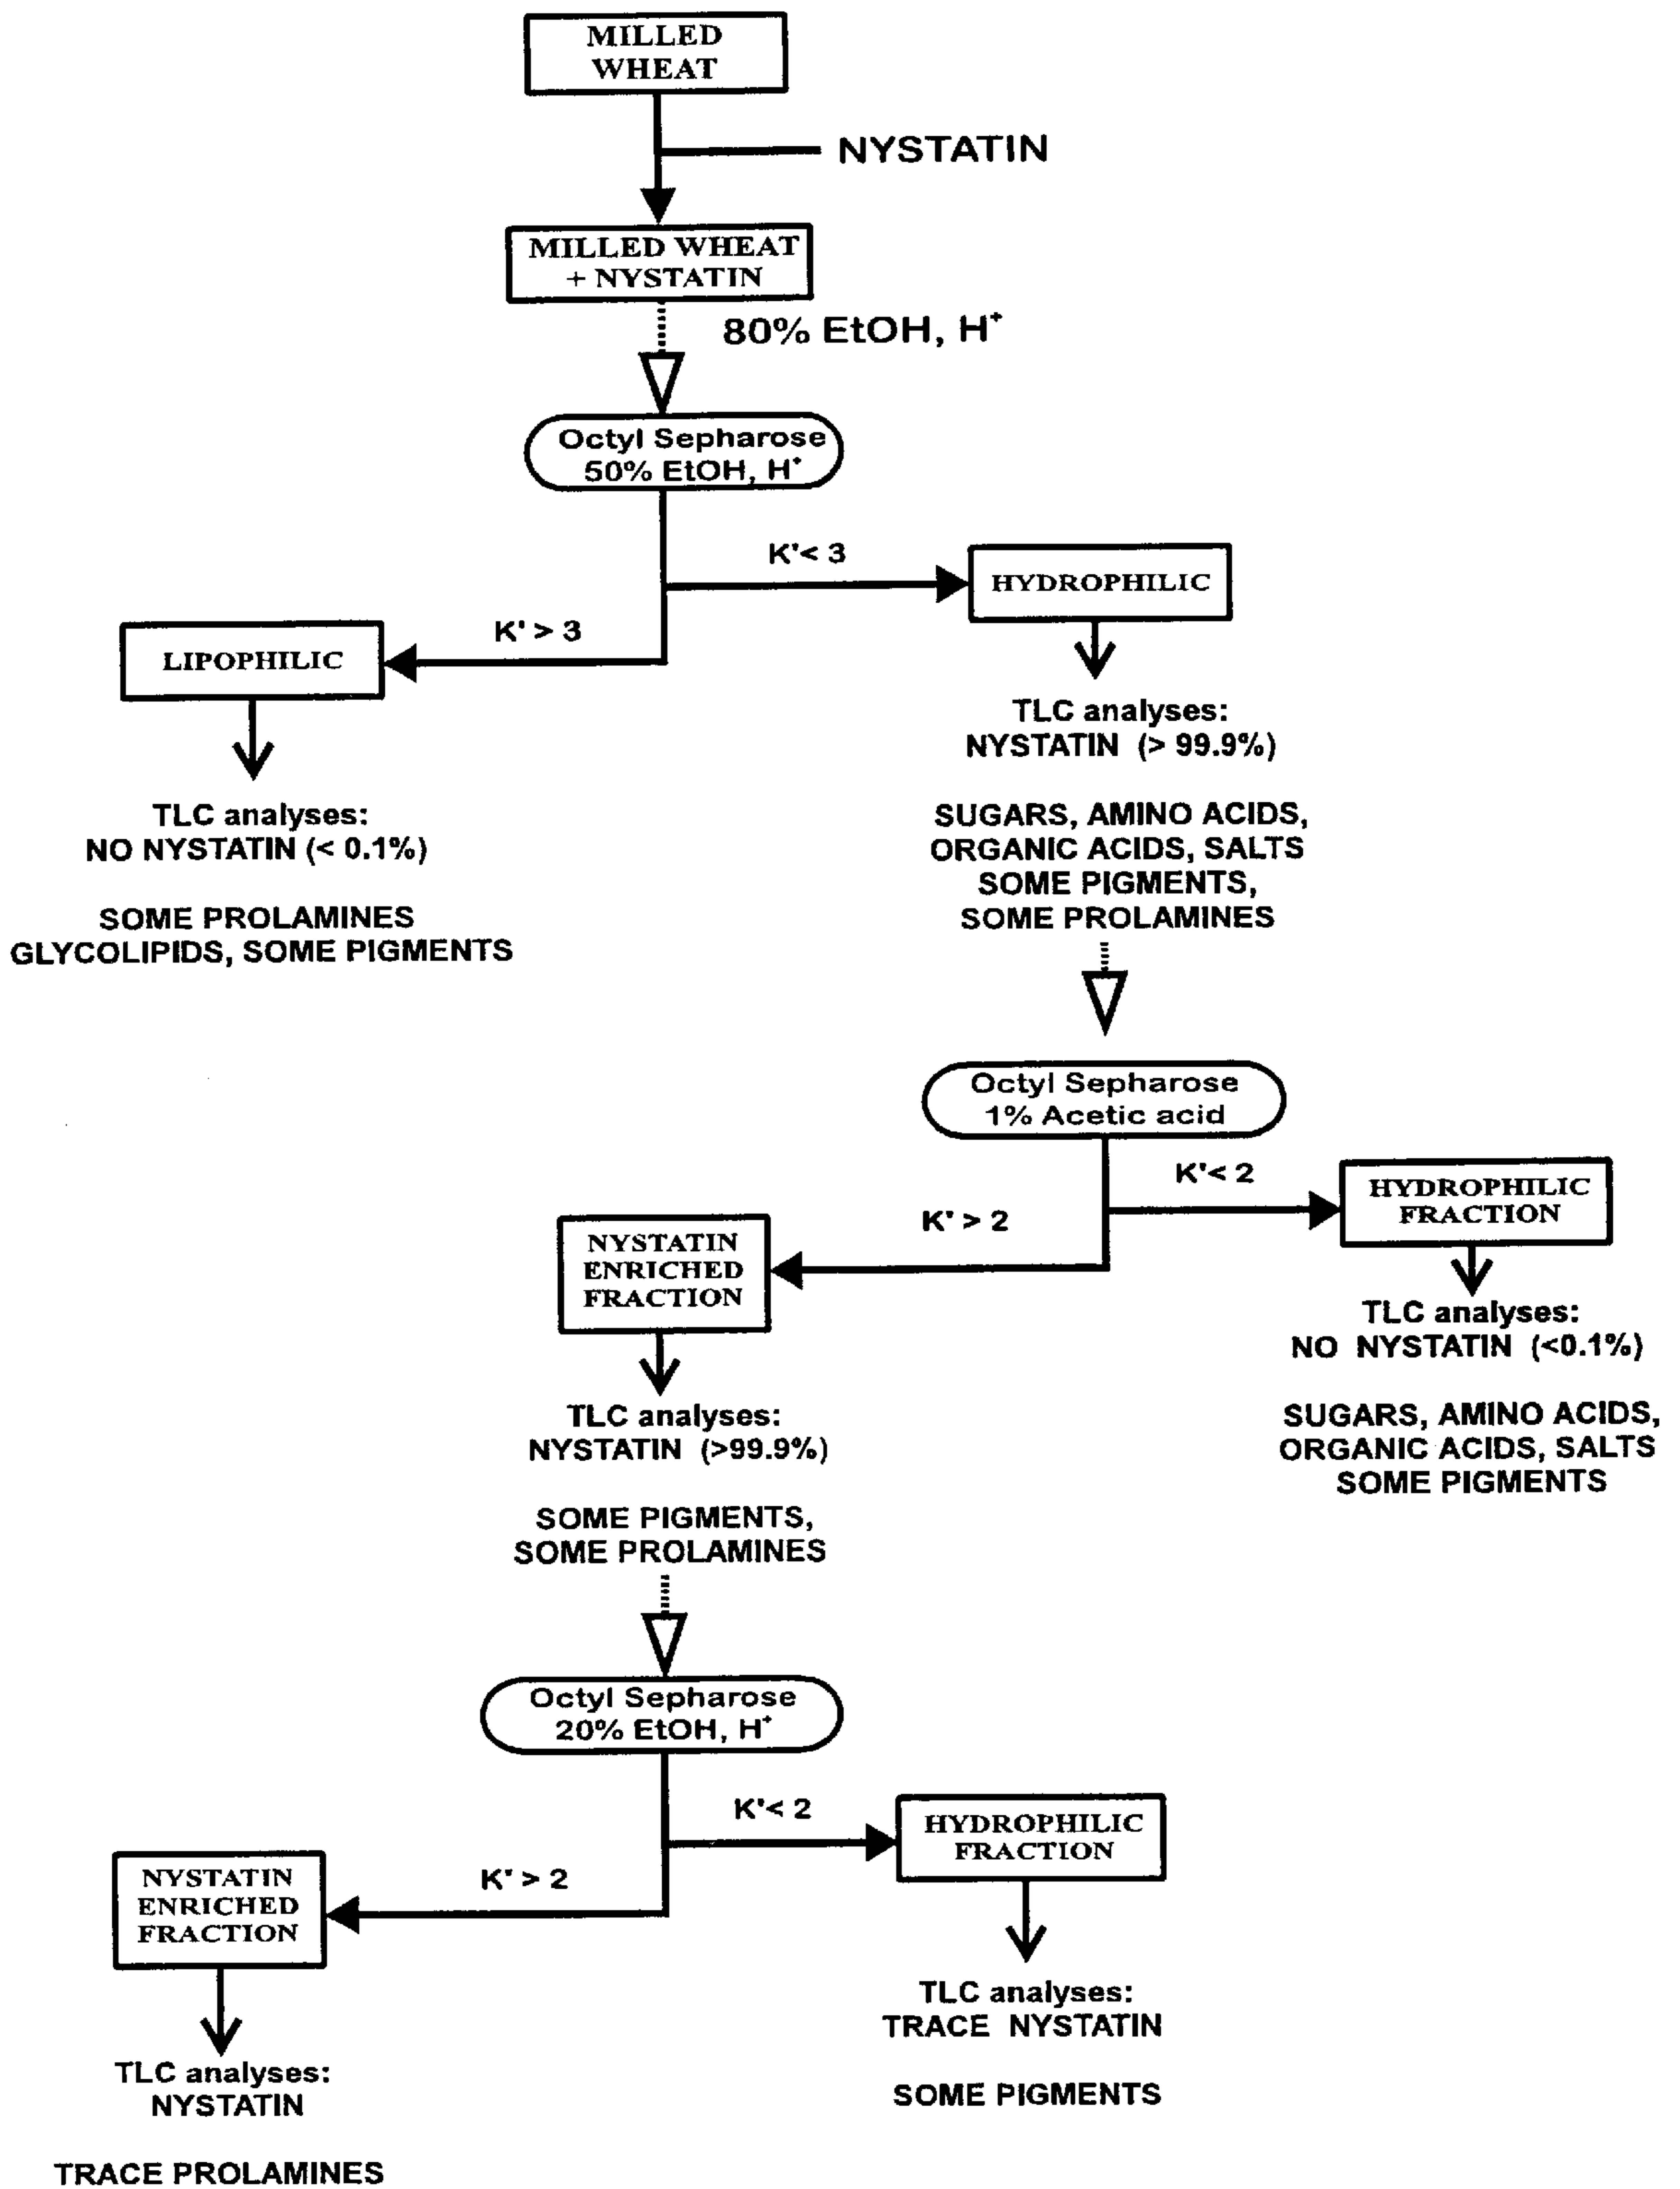 MILLED
WHEAT
NYSTATIN
MILLED WHEAT
+ NYSTATIN
80% EtOH, H⁺
Octyl Sepharose
50% EtOH, H⁺
K'< 3
HYDROPHILIC
K' > 3
LIPOPHILIC
TLC analyses:
NYSTATIN (> 99.9%)
SUGARS, AMINO ACIDS,
ORGANIC ACIDS, SALTS
SOME PIGMENTS,
SOME PROLAMINES
TLC analyses:
NO NYSTATIN (< 0.1%)
SOME PROLAMINES
GLYCOLIPIDS, SOME PIGMENTS
Octyl Sepharose
1% Acetic acid
K'< 2
HYDROPHILIC
FRACTION
K' > 2
NYSTATIN
ENRICHED
FRACTION
TLC analyses:
NO NYSTATIN (<0.1%)
SUGARS, AMINO ACIDS,
ORGANIC ACIDS, SALTS
SOME PIGMENTS
TLC analyses:
NYSTATIN (>99.9%)
SOME PIGMENTS,
SOME PROLAMINES
Octyl Sepharose
20% EtOH, H⁺
K'< 2
HYDROPHILIC
FRACTION
K' > 2
NYSTATIN
ENRICHED
FRACTION
TLC analyses:
TRACE NYSTATIN
SOME PIGMENTS
TLC analyses:
NYSTATIN
TRACE PROLAMINES